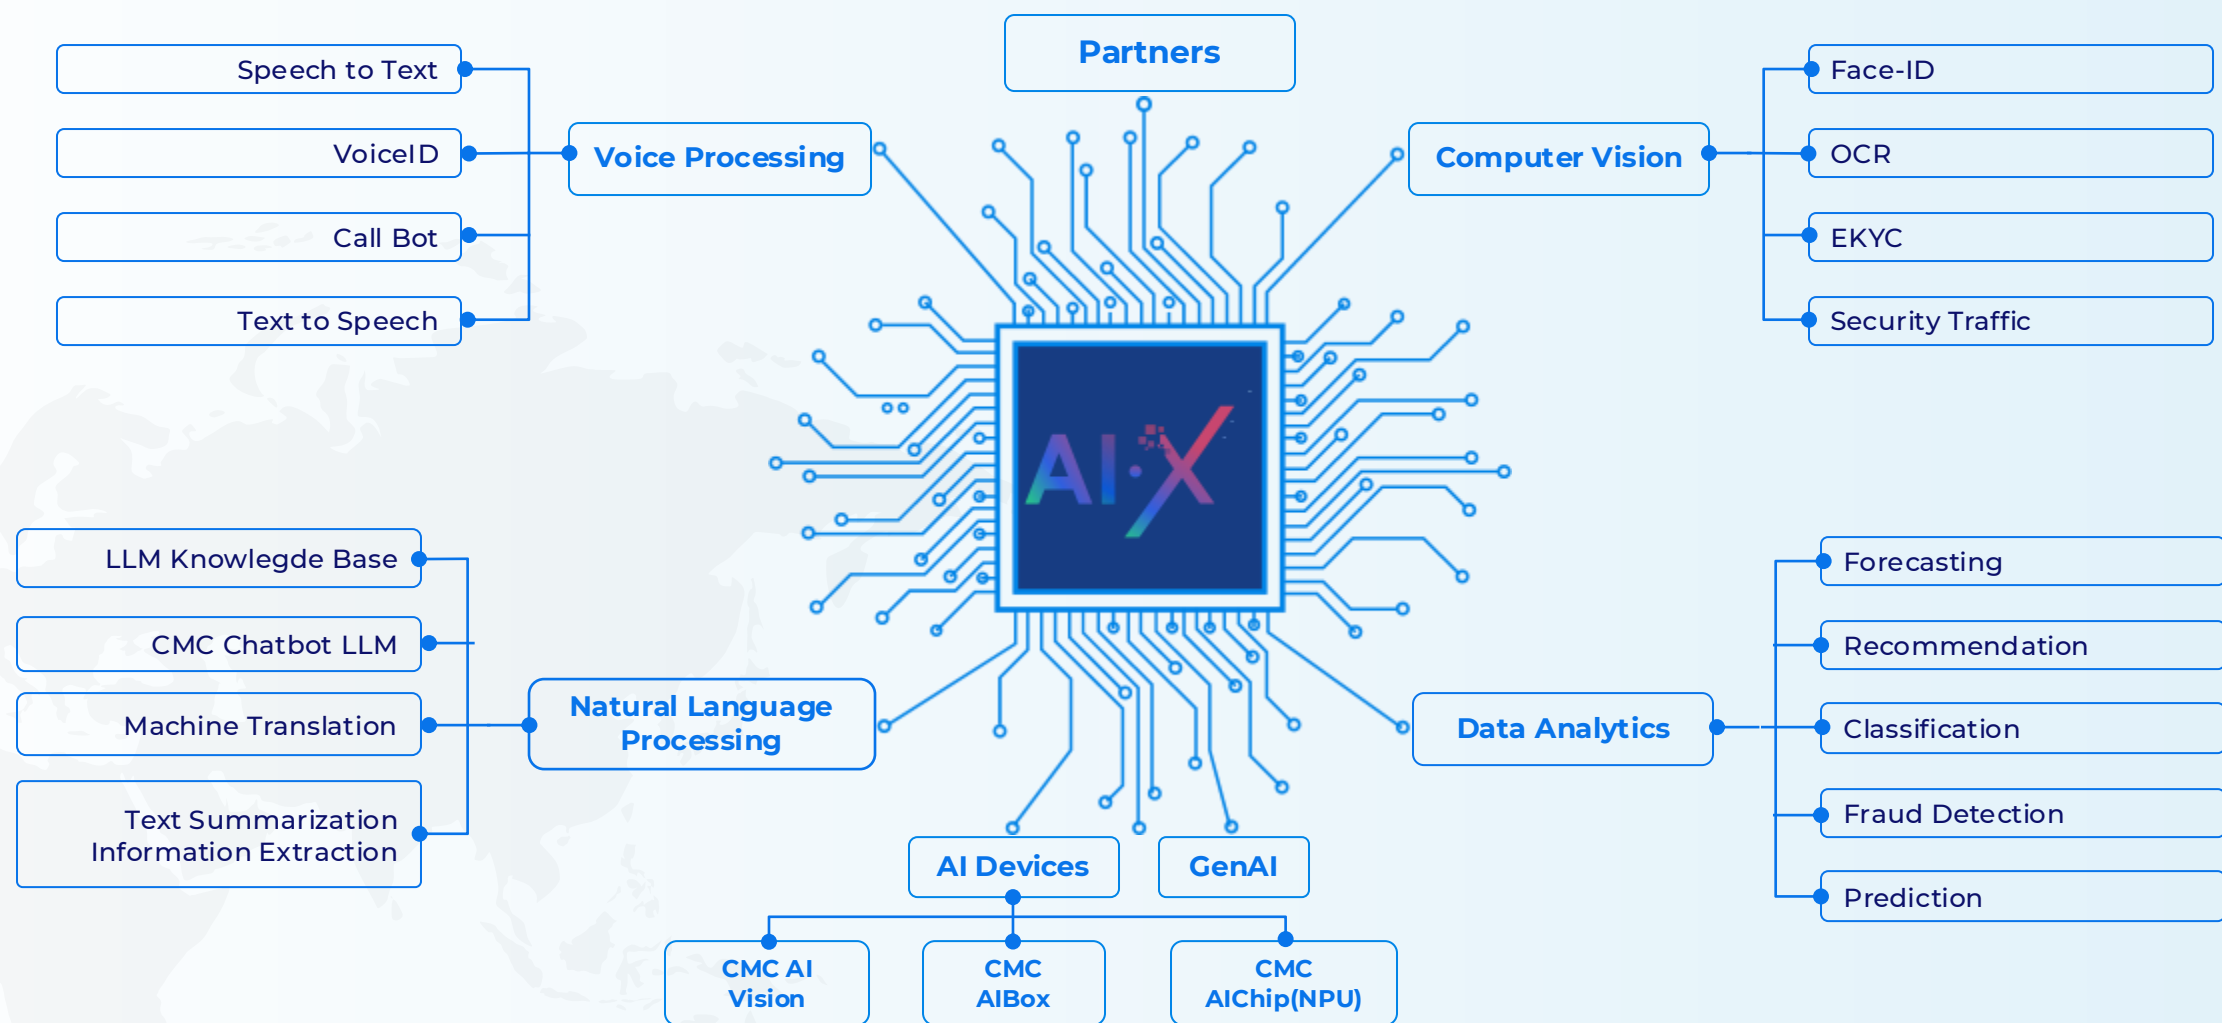 Partners
Speech to Text
VoiceID
Call Bot
Text to Speech
Voice Processing
Computer Vision
Face-ID
OCR
EKYC
Security Traffic
AI·X
LLM Knowlegde Base
CMC Chatbot LLM
Machine Translation
Text Summarization
Information Extraction
Natural Language
Processing
Data Analytics
Forecasting
Recommendation
Classification
Fraud Detection
Prediction
AI Devices
GenAI
CMC AI
Vision
CMC
AIBox
CMC
AIChip(NPU)